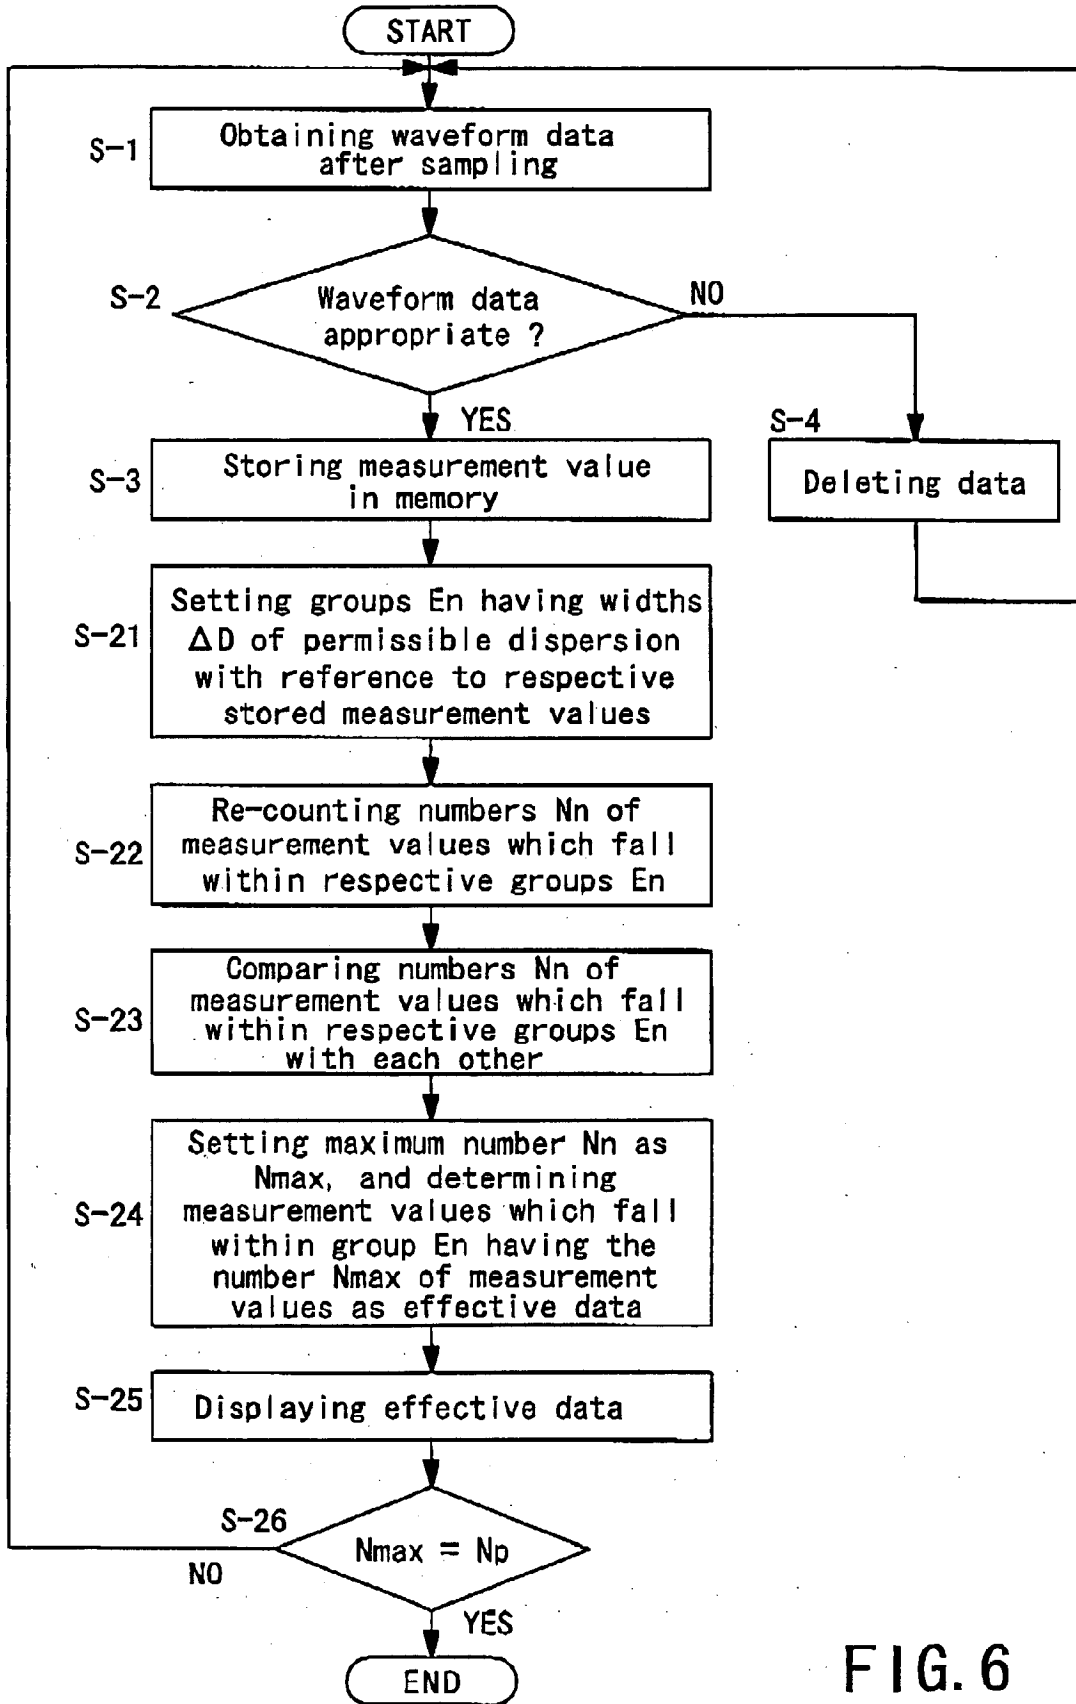 START
S-1
Obtaining waveform data
after sampling
S-2
Waveform data
appropriate ?
NO
YES
S-4
Deleting data
S-3
Storing measurement value
in memory
S-21
Setting groups En having widths
ΔD of permissible dispersion
with reference to respective
stored measurement values
S-22
Re-counting numbers Nn of
measurement values which fall
within respective groups En
S-23
Comparing numbers Nn of
measurement values which fall
within respective groups En
with each other
S-24
Setting maximum number Nn as
Nmax, and determining
measurement values which fall
within group En having the
number Nmax of measurement
values as effective data
S-25
Displaying effective data
S-26
Nmax = Np
NO
YES
END
FIG. 6